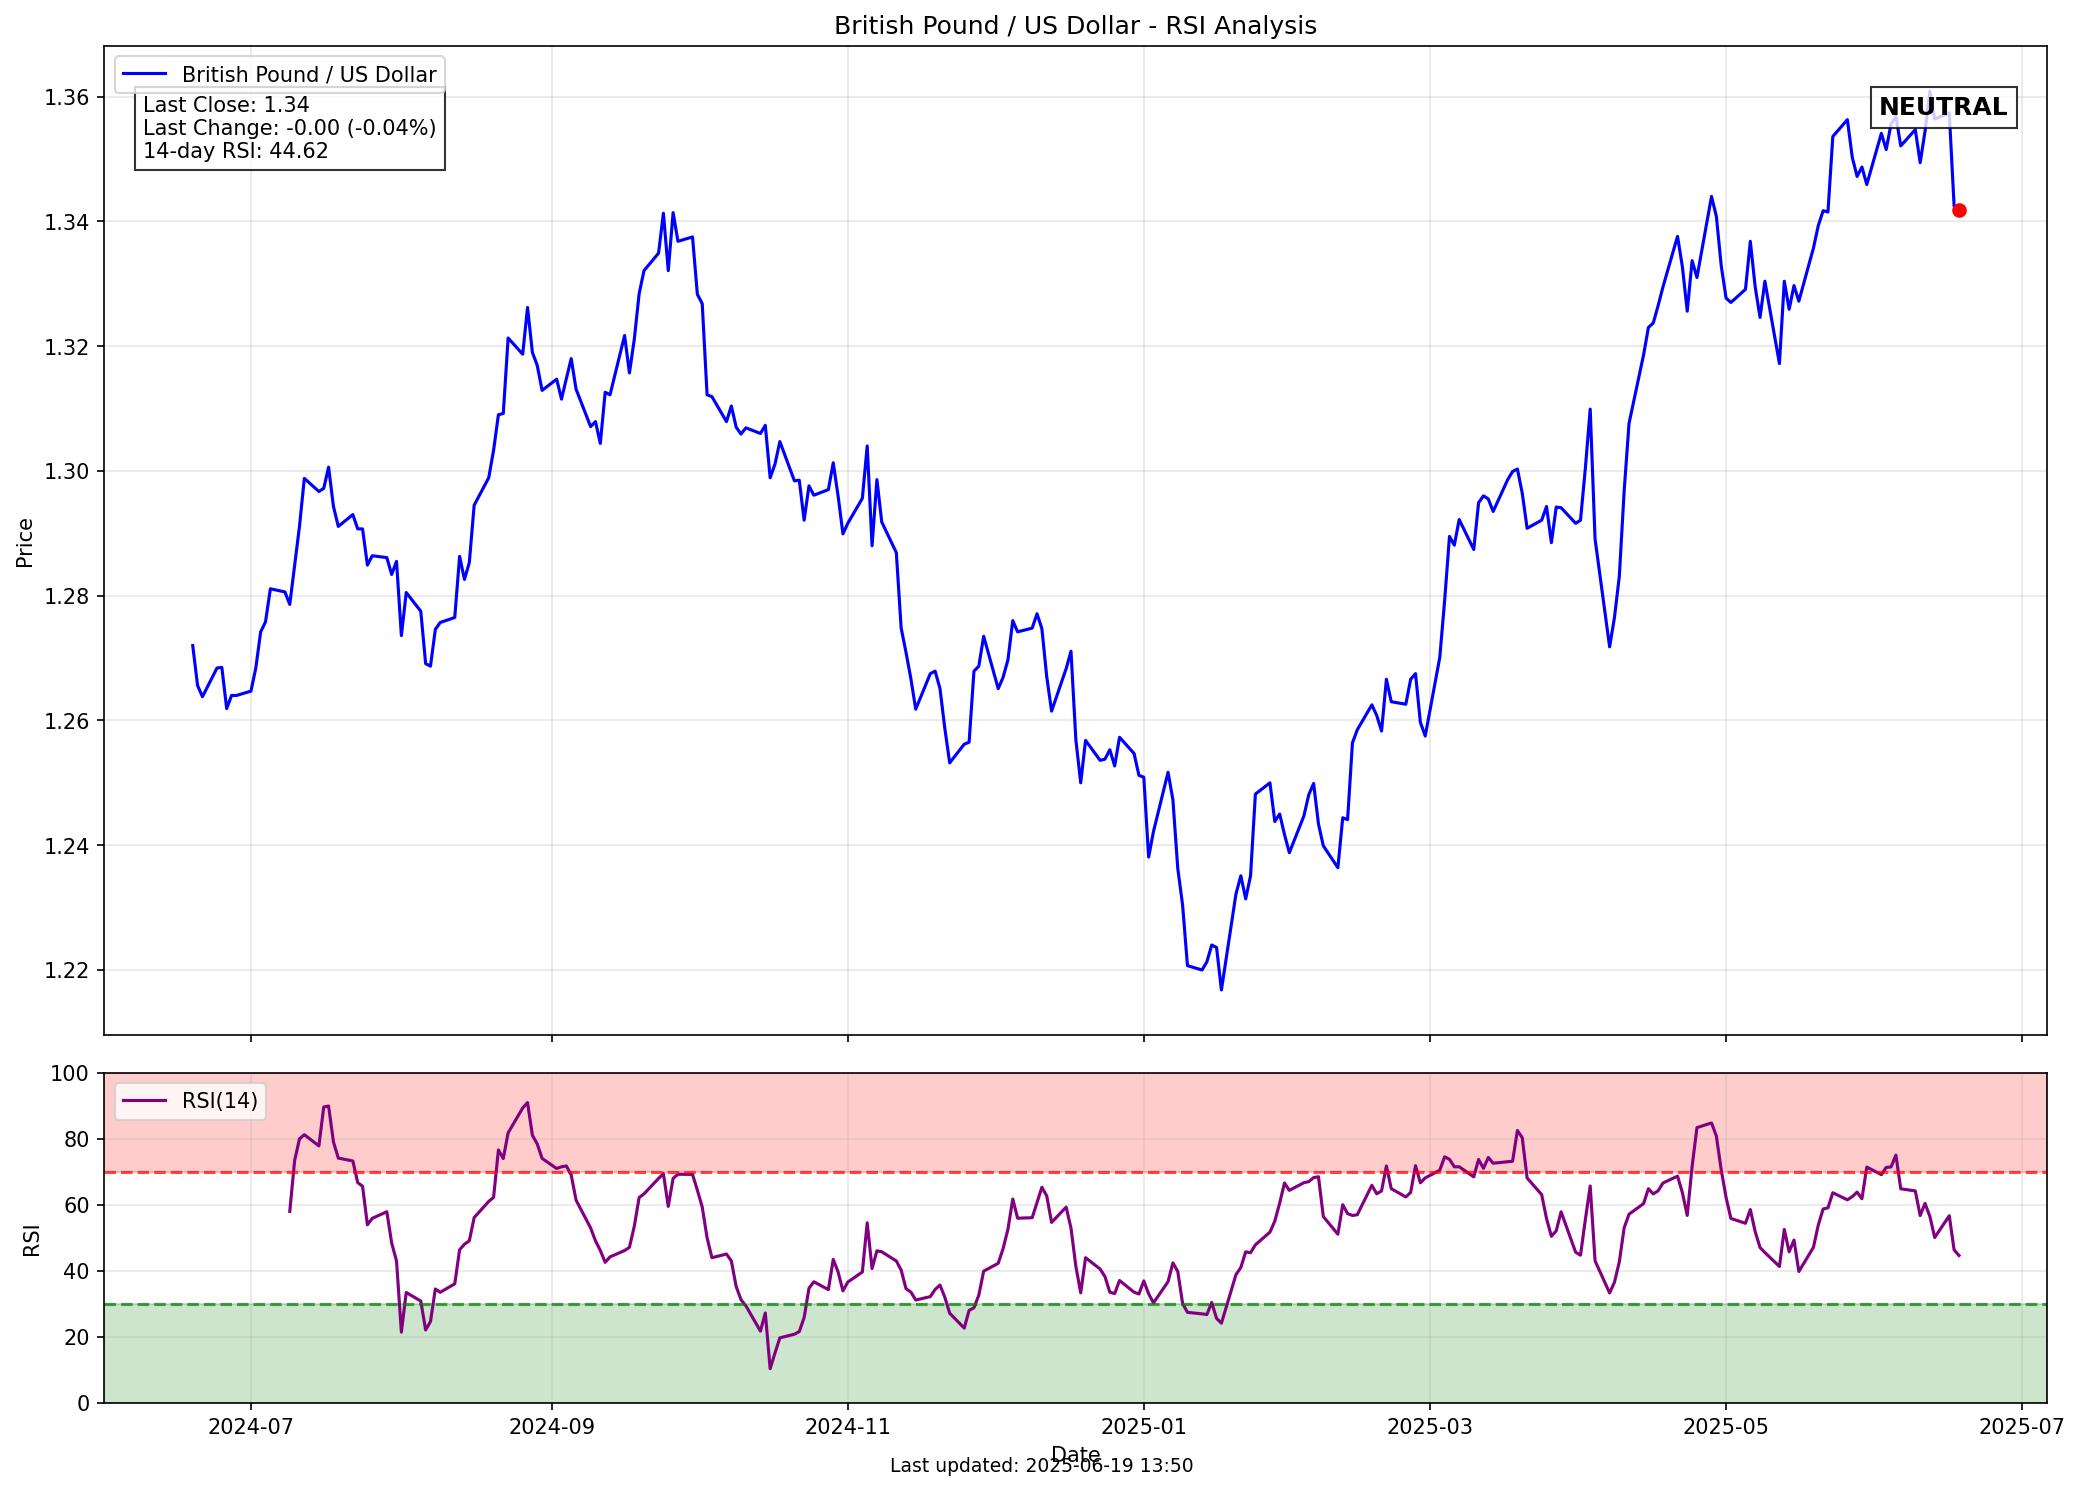 British Pound / US Dollar - RSI Analysis
British Pound / US Dollar
Last Close: 1.34
Last Change: -0.00 (-0.04%)
14-day RSI: 44.62
NEUTRAL
Price
1.36
1.34
1.32
1.30
1.28
1.26
1.24
1.22
RSI(14)
RSI
100
80
60
40
20
0
2024-07
2024-09
2024-11
2025-01
2025-03
2025-05
2025-07
Date
Last updated: 2025-06-19 13:50